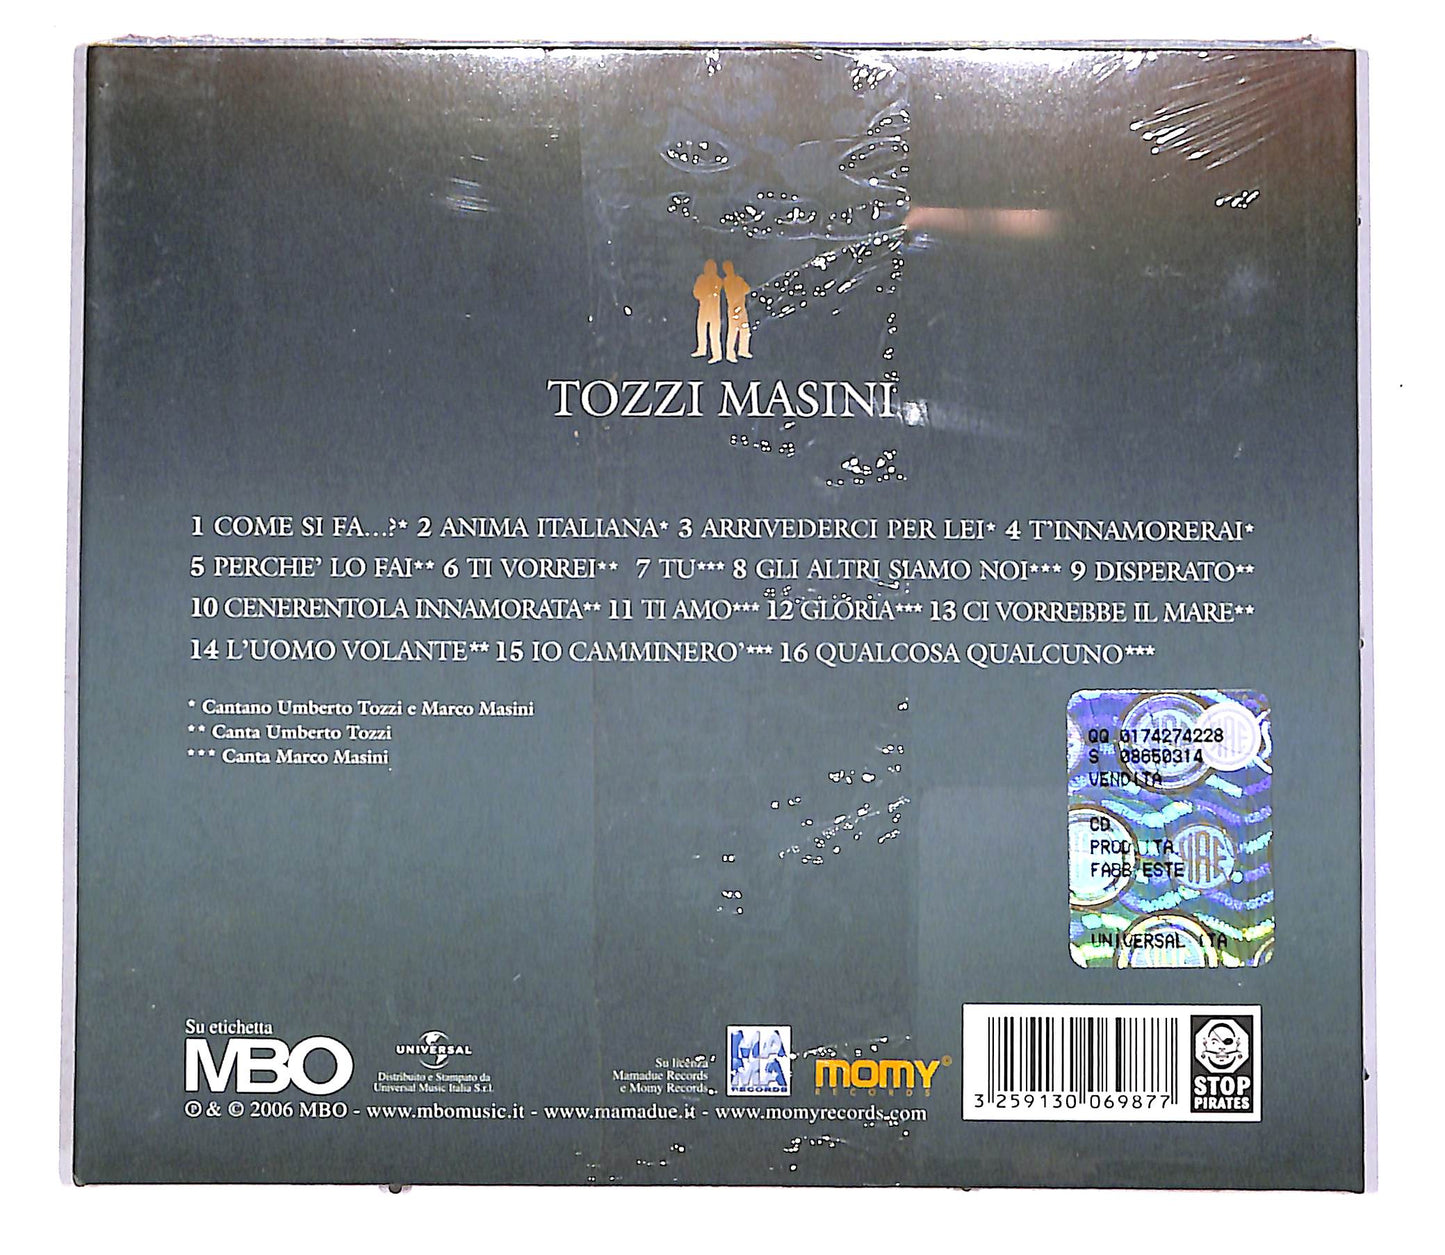 TOZZI MASINI
1 COME SI FA...?* 2 ANIMA ITALIANA* 3 ARRIVEDERCI PER LEI* 4 T'INNAMORERAI*
5 PERCHE' LO FAI** 6 TI VORREI** 7 TU*** 8 GLI ALTRI SIAMO NOI*** 9 DISPERATO**
10 CENERENTOLA INNAMORATA** 11 TI AMO*** 12 GLORIA*** 13 CI VORREBBE IL MARE**
14 L'UOMO VOLANTE** 15 IO CAMMINERO'*** 16 QUALCOSA QUALCUNO***
* Cantano Umberto Tozzi e Marco Masini
** Canta Umberto Tozzi
*** Canta Marco Masini
QQ 0174274228
S 08650314
VENDITA
CD
FABB ESTE
UNIVERSAL ITA
Su etichetta
MBO
UNIVERSAL
Distribuito e Stampato da
Universal Music Italia S.r.l.
Su licenza
Mamadue Records
e Momy Records
MA
MA
RECORDS
momy©
RECORDS
℗ & © 2006 MBO - www.mbomusic.it - www.mamadue.it - www.momyrecords.com
3 259130 069877
STOP
PIRATES